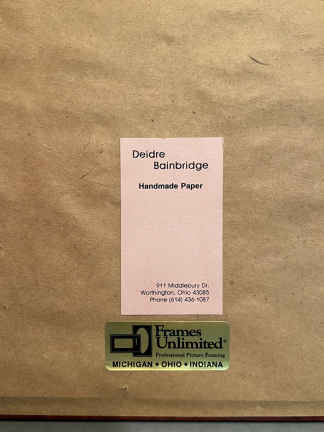 Deidre
Bainbridge
Handmade Paper
911 Middlebury Dr.
Worthington, Ohio 43085
Phone (614) 436-1087
Frames
Unlimited®
Professional Picture Framing
MICHIGAN • OHIO • INDIANA